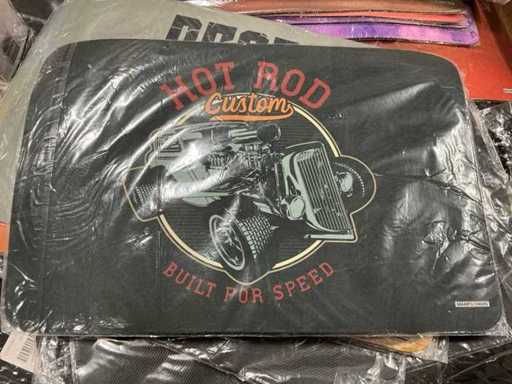 HOT ROD
Custom
BUILT FOR SPEED